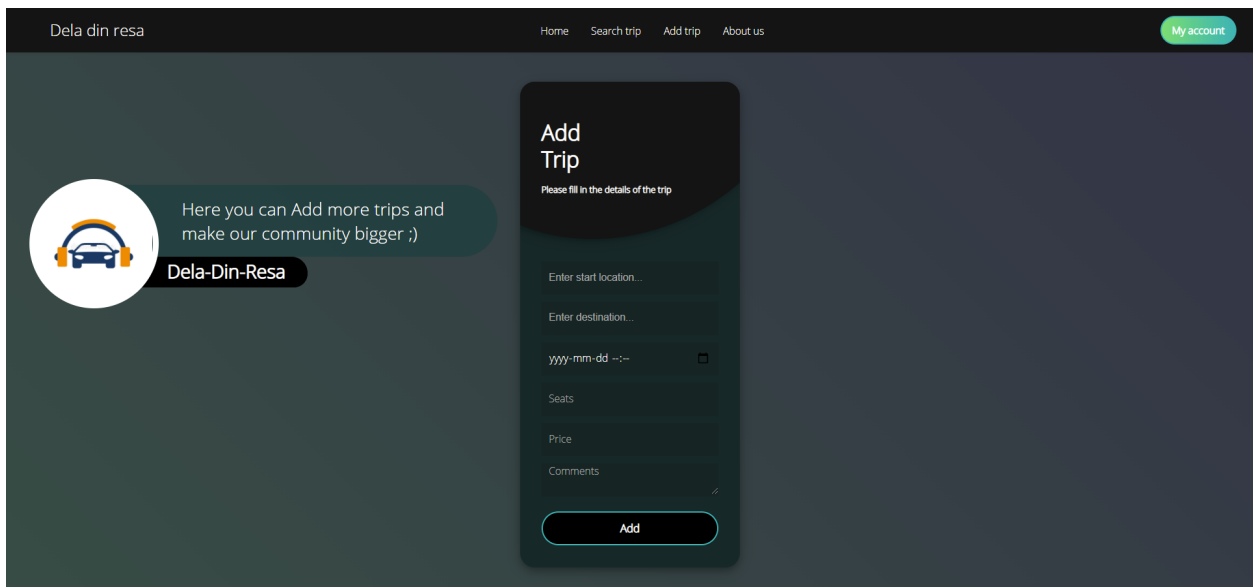 Dela din resa
Home Search trip Add trip About us
My account
Here you can Add more trips and
make our community bigger ;)
Dela-Din-Resa
Add
Trip
Please fill in the details of the trip
Enter start location...
Enter destination...
yyyy-mm-dd --:--
Seats
Price
Comments
Add